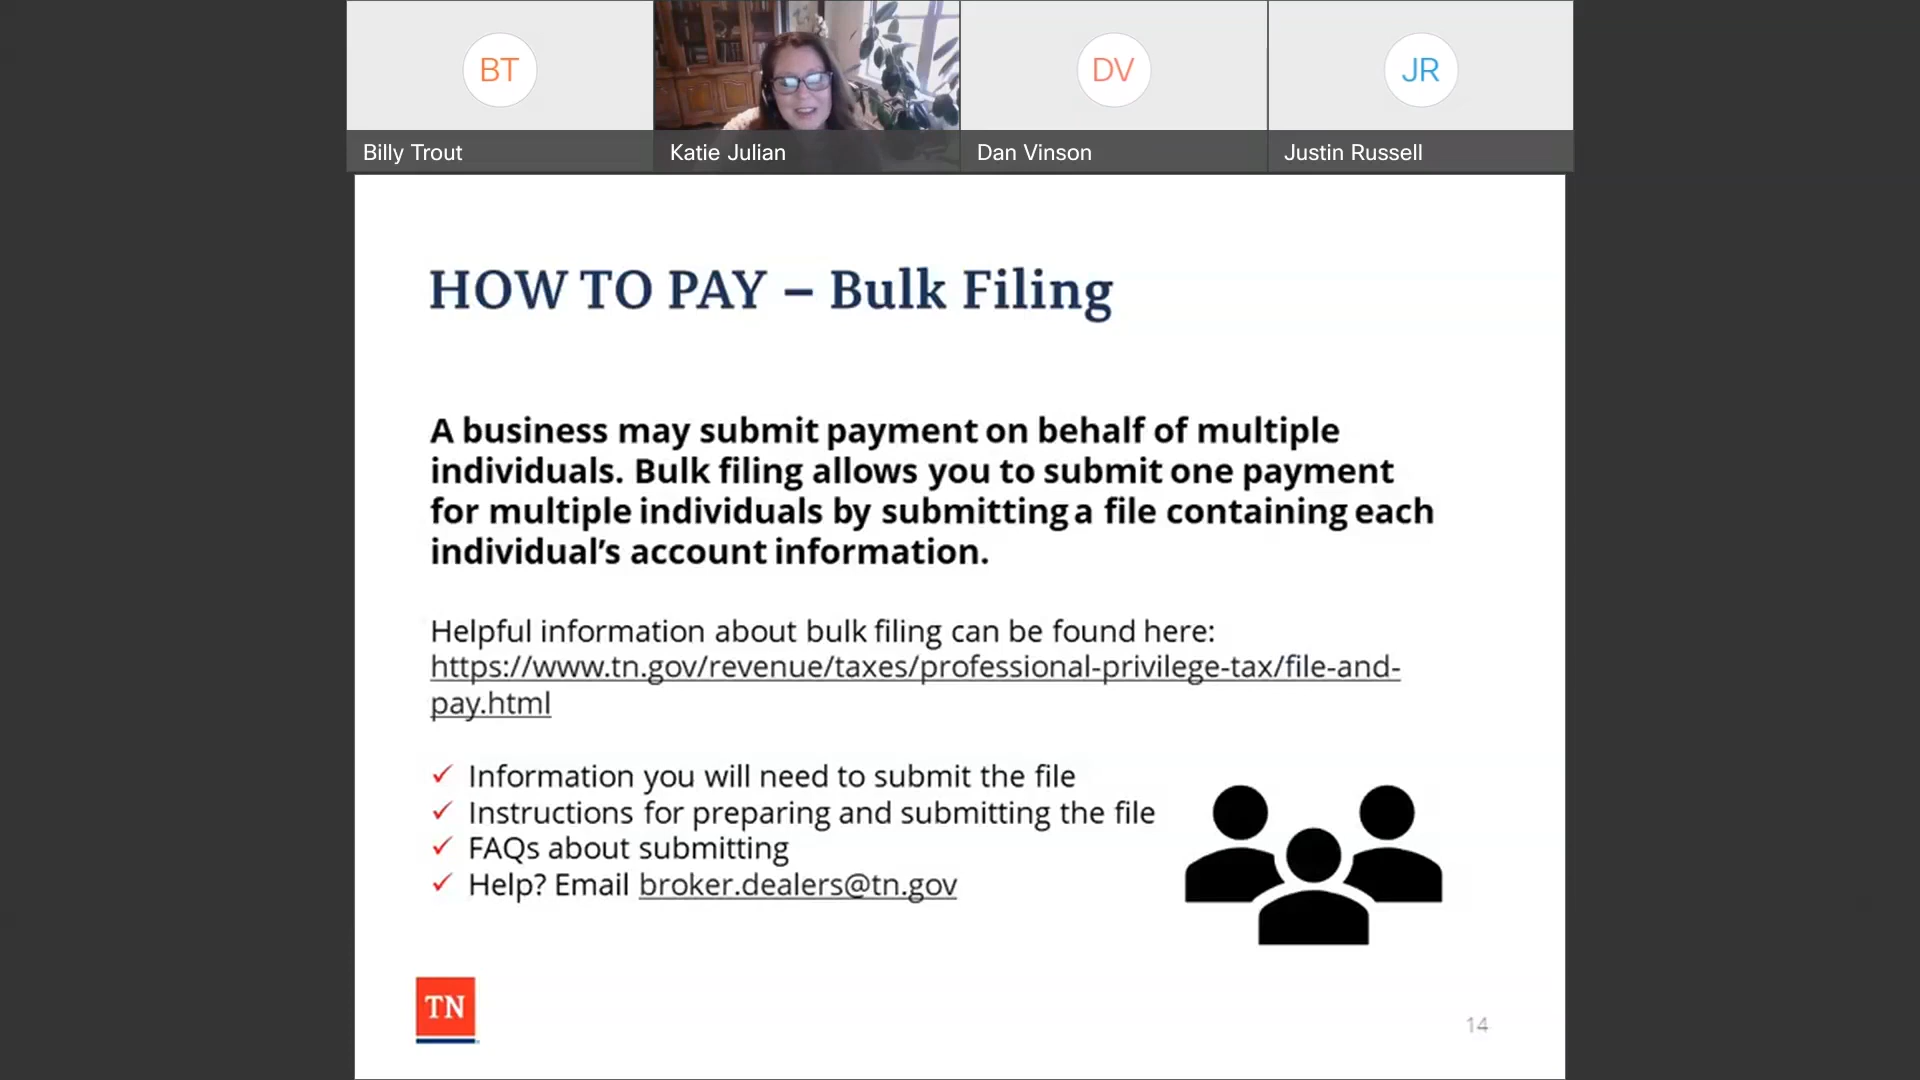 BT
DV
JR
Billy Trout
Katie Julian
Dan Vinson
Justin Russell
HOW TO PAY – Bulk Filing
A business may submit payment on behalf of multiple
individuals. Bulk filing allows you to submit one payment
for multiple individuals by submitting a file containing each
individual’s account information.
Helpful information about bulk filing can be found here:
https://www.tn.gov/revenue/taxes/professional-privilege-tax/file-and-
pay.html
✓ Information you will need to submit the file
✓ Instructions for preparing and submitting the file
✓ FAQs about submitting
✓ Help? Email broker.dealers@tn.gov
TN
14